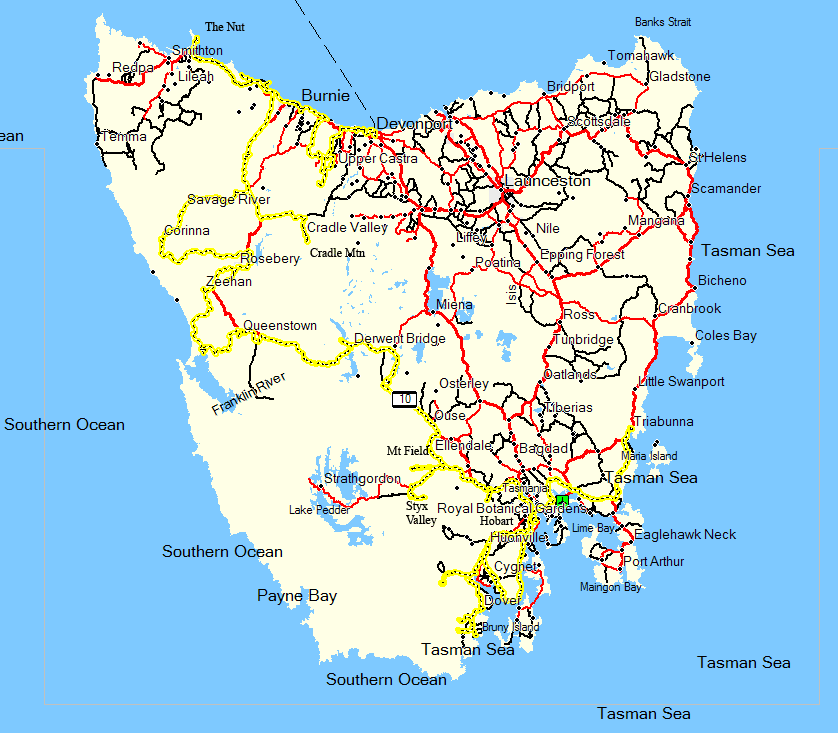 Banks Strait
The Nut
Smithton
Tomahawk
Redpa
Lileah
Gladstone
Burnie
Bridport
Devonport
Scottsdale
ean
Temma
Upper Castra
St Helens
Launceston
Scamander
Savage River
Mangana
Corinna
Cradle Valley
Nile
Liffey
Cradle Mtn
Epping Forest
Tasman Sea
Rosebery
Poatina
Zeehan
Bicheno
Isis
Miena
Cranbrook
Ross
Queenstown
Derwent Bridge
Tunbridge
Coles Bay
Oatlands
Franklin River
Osterley
Little Swanport
10
Tiberias
Ouse
Southern Ocean
Triabunna
Ellendale
Bagdad
Mt Field
Maria Island
Strathgordon
Tasman Sea
Tasmania
Lake Pedder
Styx
Valley
Royal Botanical Gardens
Hobart
Lime Bay
Huonville
Eaglehawk Neck
Southern Ocean
Port Arthur
Cygnet
Maingon Bay
Payne Bay
Dover
Bruny Island
Tasman Sea
Tasman Sea
Southern Ocean
Tasman Sea